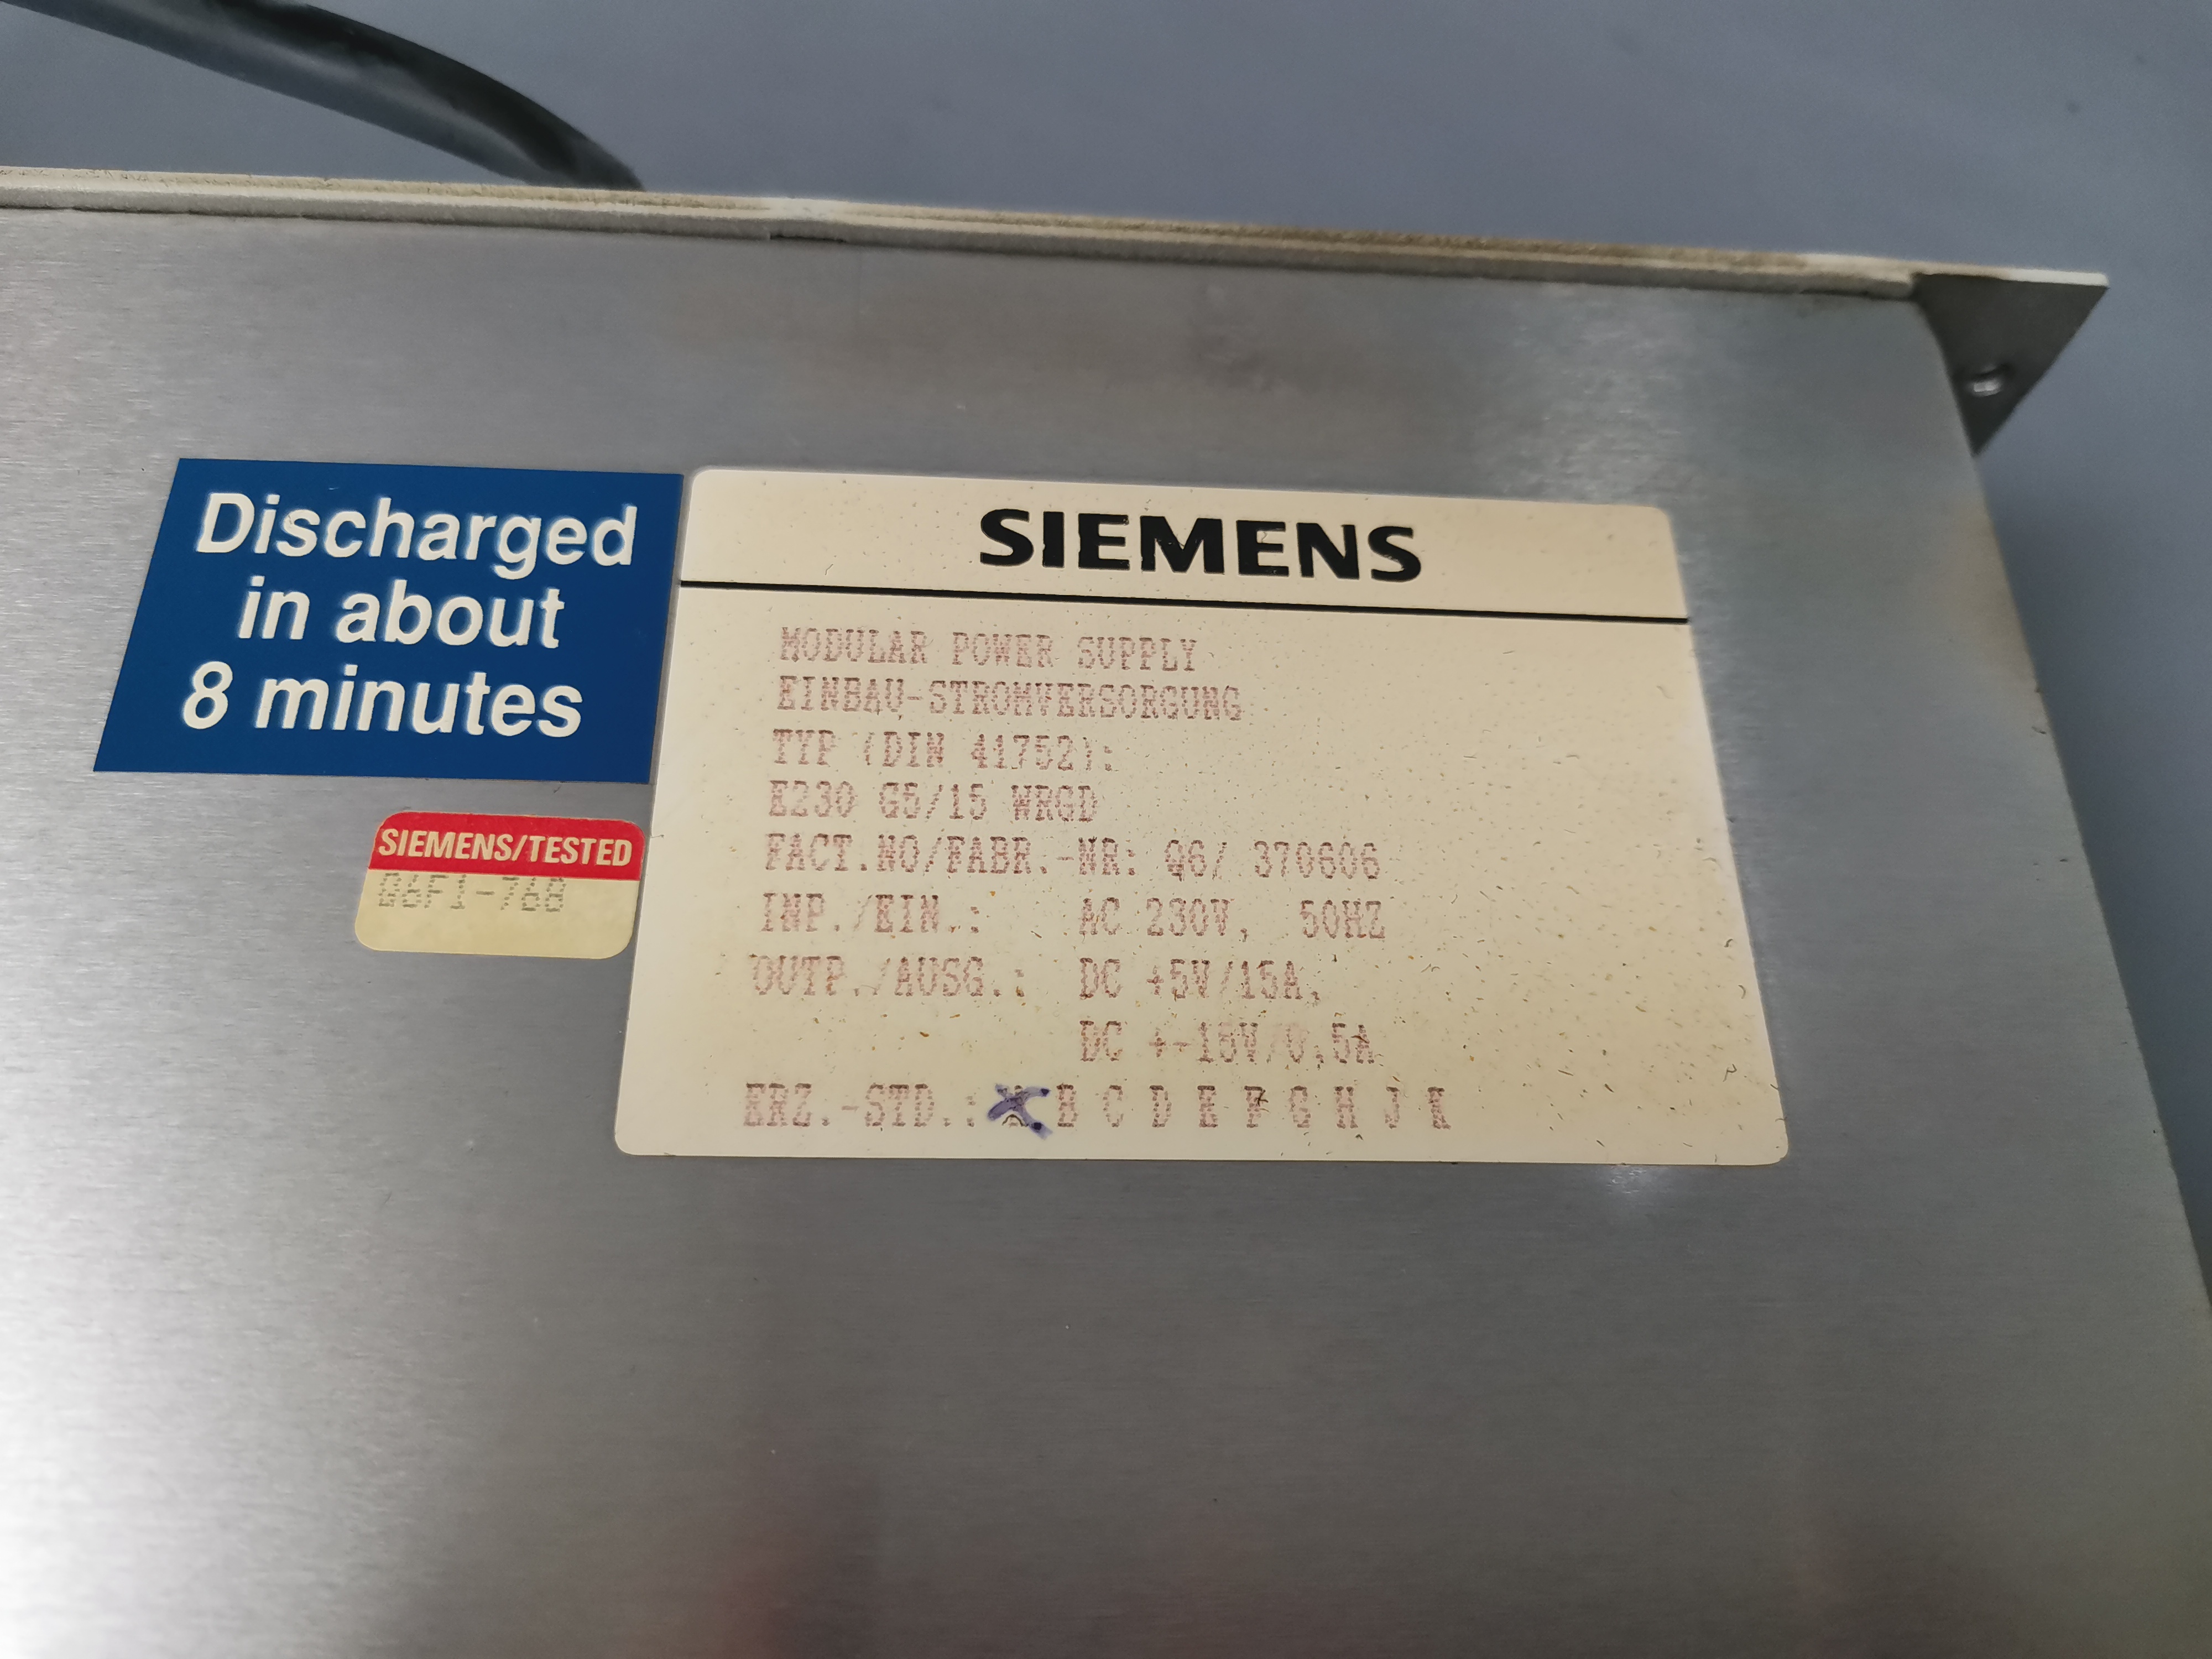 Discharged
in about
8 minutes
SIEMENS/TESTED
Q6F1-768
SIEMENS
MODULAR POWER SUPPLY
EINBAU-STROMVERSORGUNG
TYP (DIN 41752):
E230 G5/15 WRGD
FACT.NO/FABR.-NR: Q6/ 370606
INP./EIN.: AC 230V, 50HZ
OUTP./AUSG.: DC +5V/15A,
DC +-15V/0,5A
ERZ.-STD.: A B C D E F G H J K